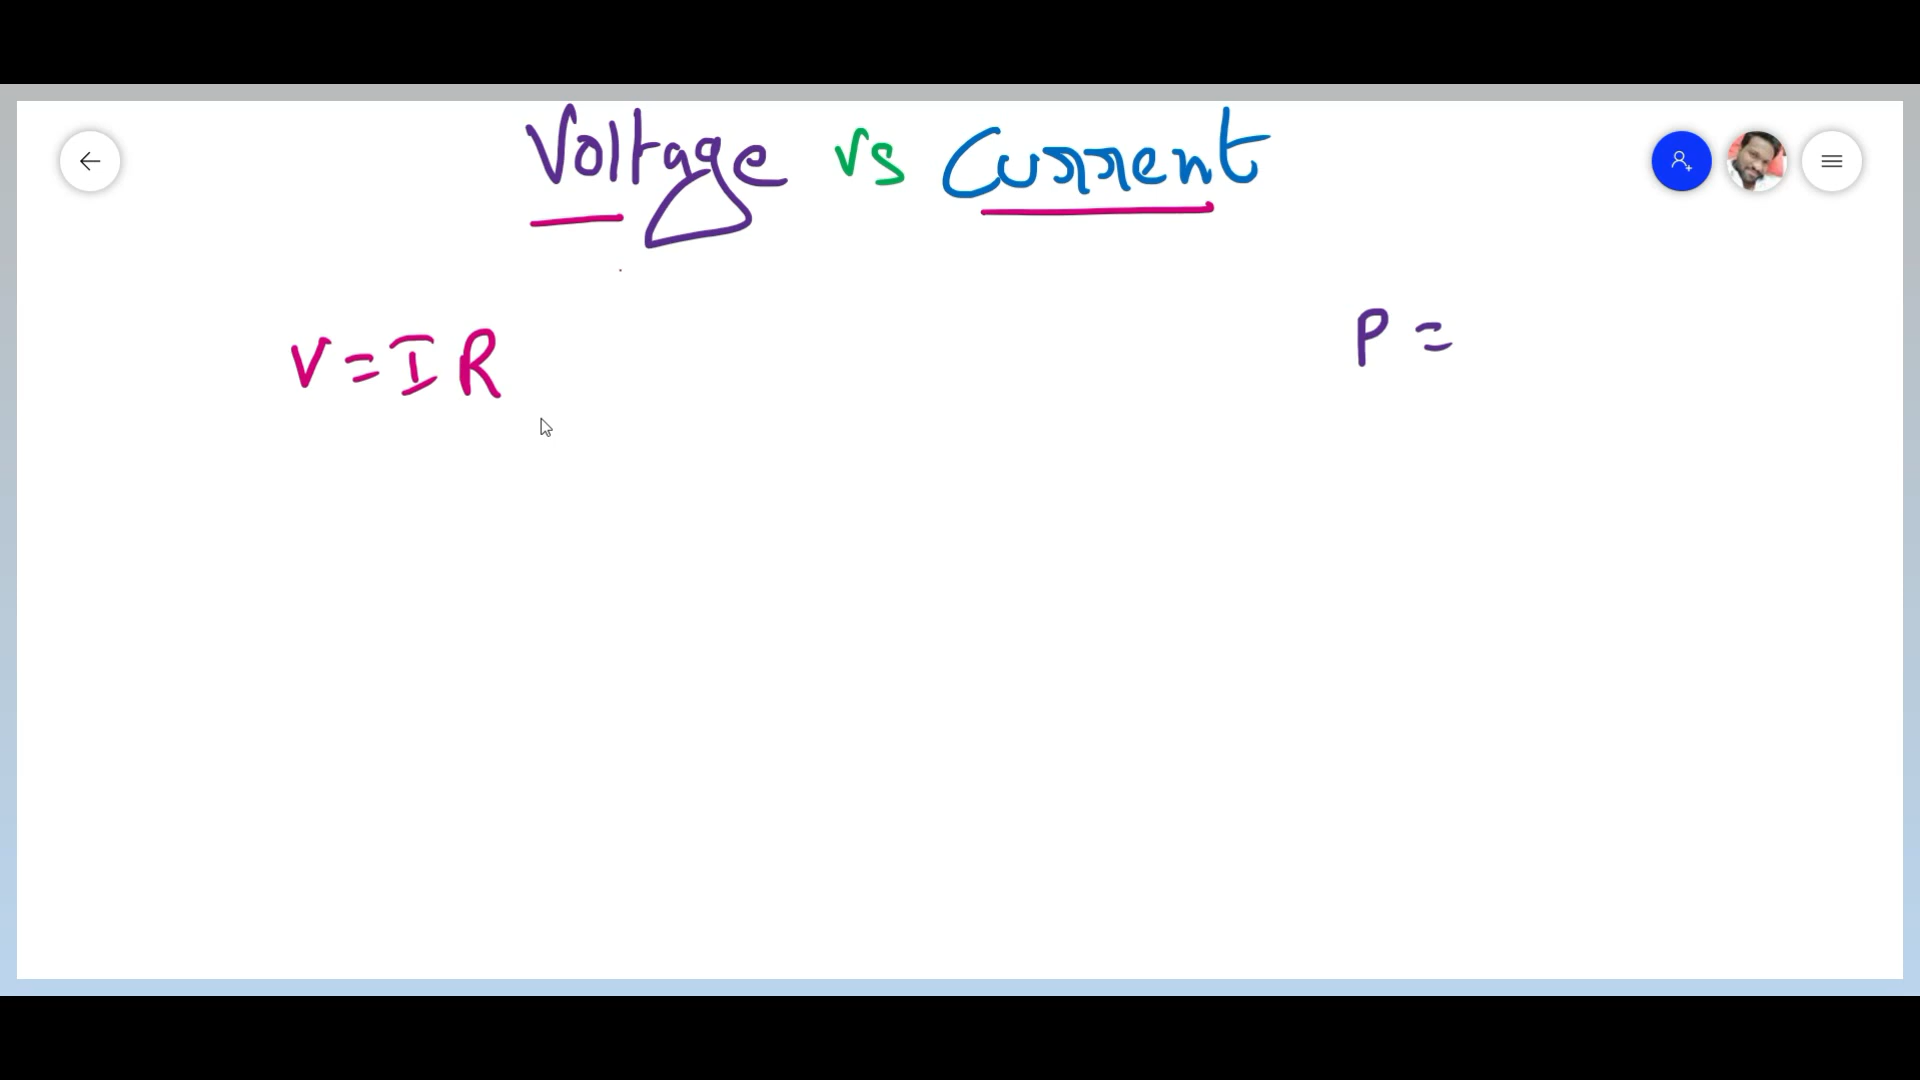 Voltage vs Current
V = I R
P =